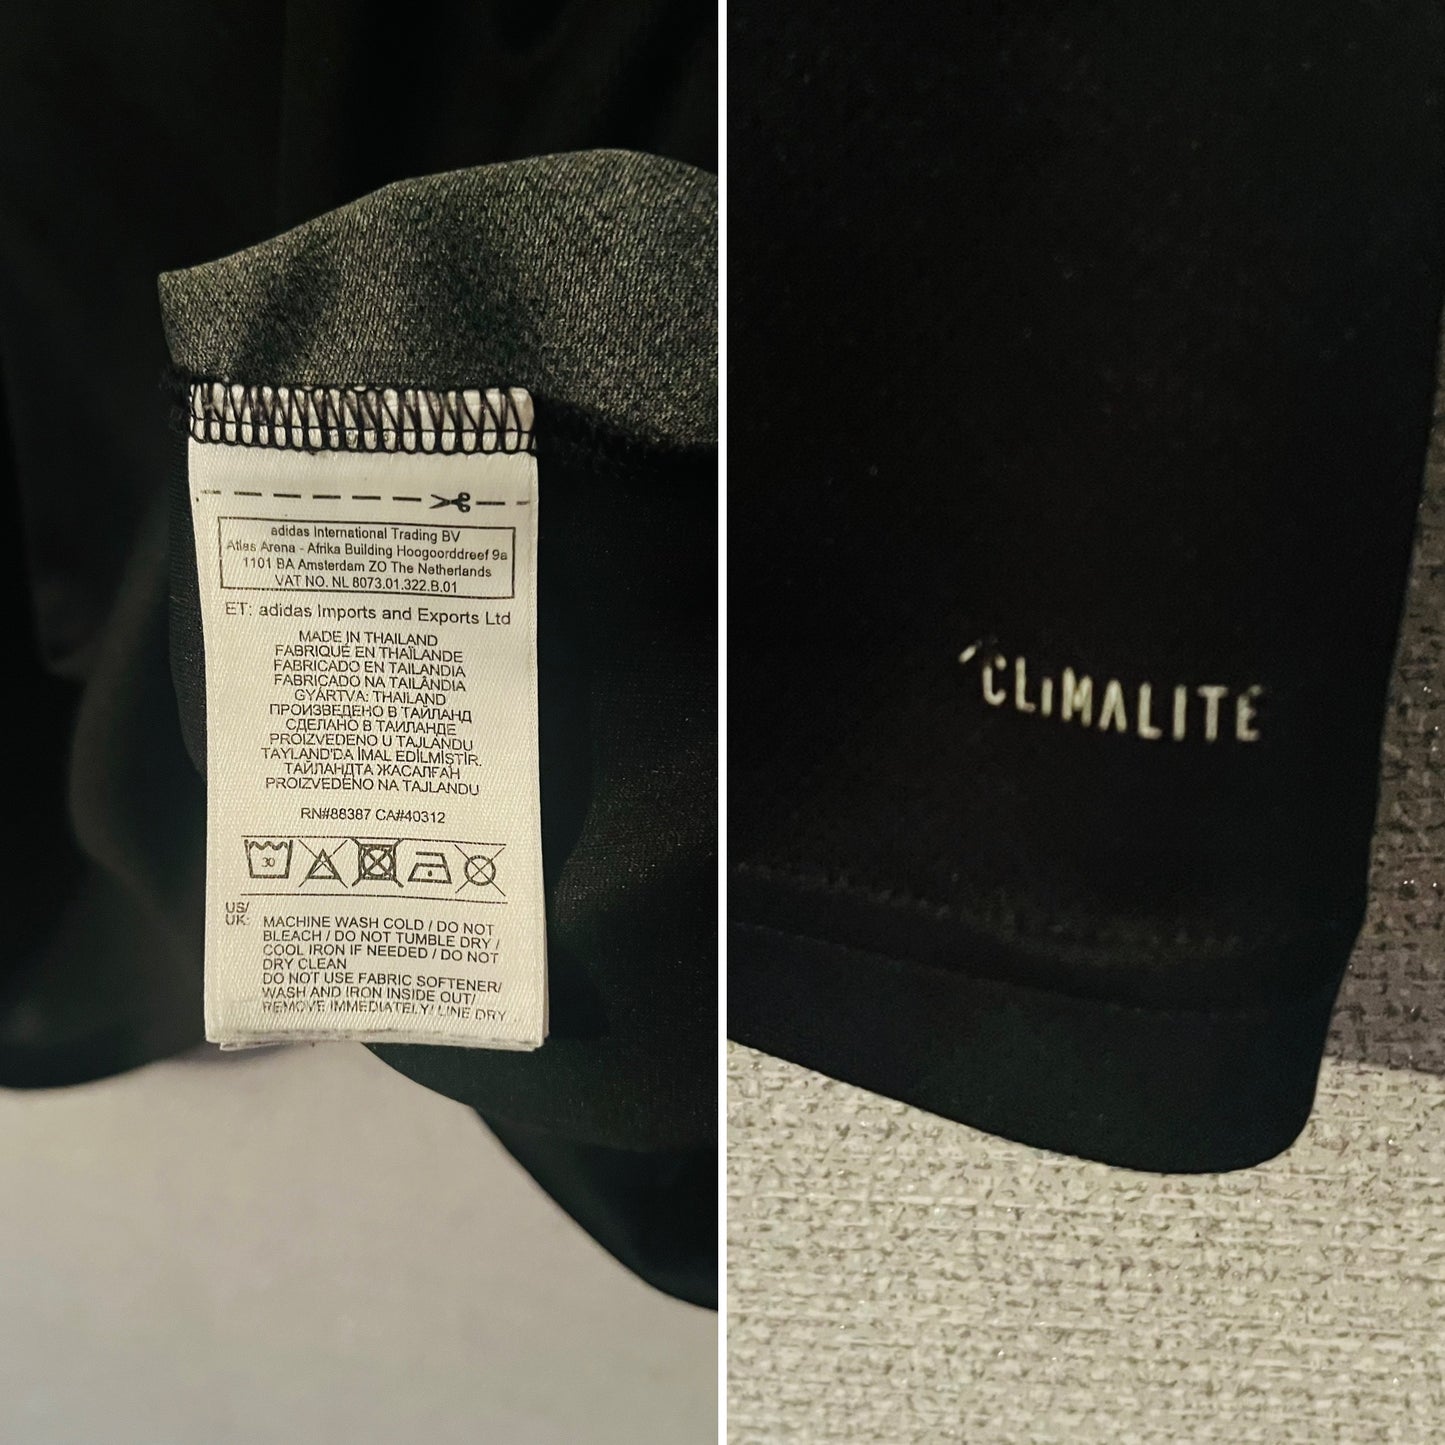 adidas International Trading BV
Atlas Arena - Afrika Building Hoogoorddreef 9a
1101 BA Amsterdam ZO The Netherlands
VAT NO. NL 8073.01.322.B.01
ET: adidas Imports and Exports Ltd
MADE IN THAILAND
FABRIQUÉ EN THAÏLANDE
FABRICADO EN TAILANDIA
FABRICADO NA TAILÂNDIA
GYÁRTVA: THAILAND
ПРОИЗВЕДЕНО В ТАЙЛАНД
СДЕЛАНО В ТАИЛАНДЕ
PROIZVEDENO U TAJLANDU
TAYLAND'DA İMAL EDİLMİŞTİR.
ТАЙЛАНДТА ЖАСАЛҒАН
PROIZVEDENO NA TAJLANDU
RN#88387 CA#40312
30
US/
UK:
MACHINE WASH COLD / DO NOT
BLEACH / DO NOT TUMBLE DRY /
COOL IRON IF NEEDED / DO NOT
DRY CLEAN
DO NOT USE FABRIC SOFTENER/
WASH AND IRON INSIDE OUT/
REMOVE IMMEDIATELY/ LINE DRY
CLiMALITE